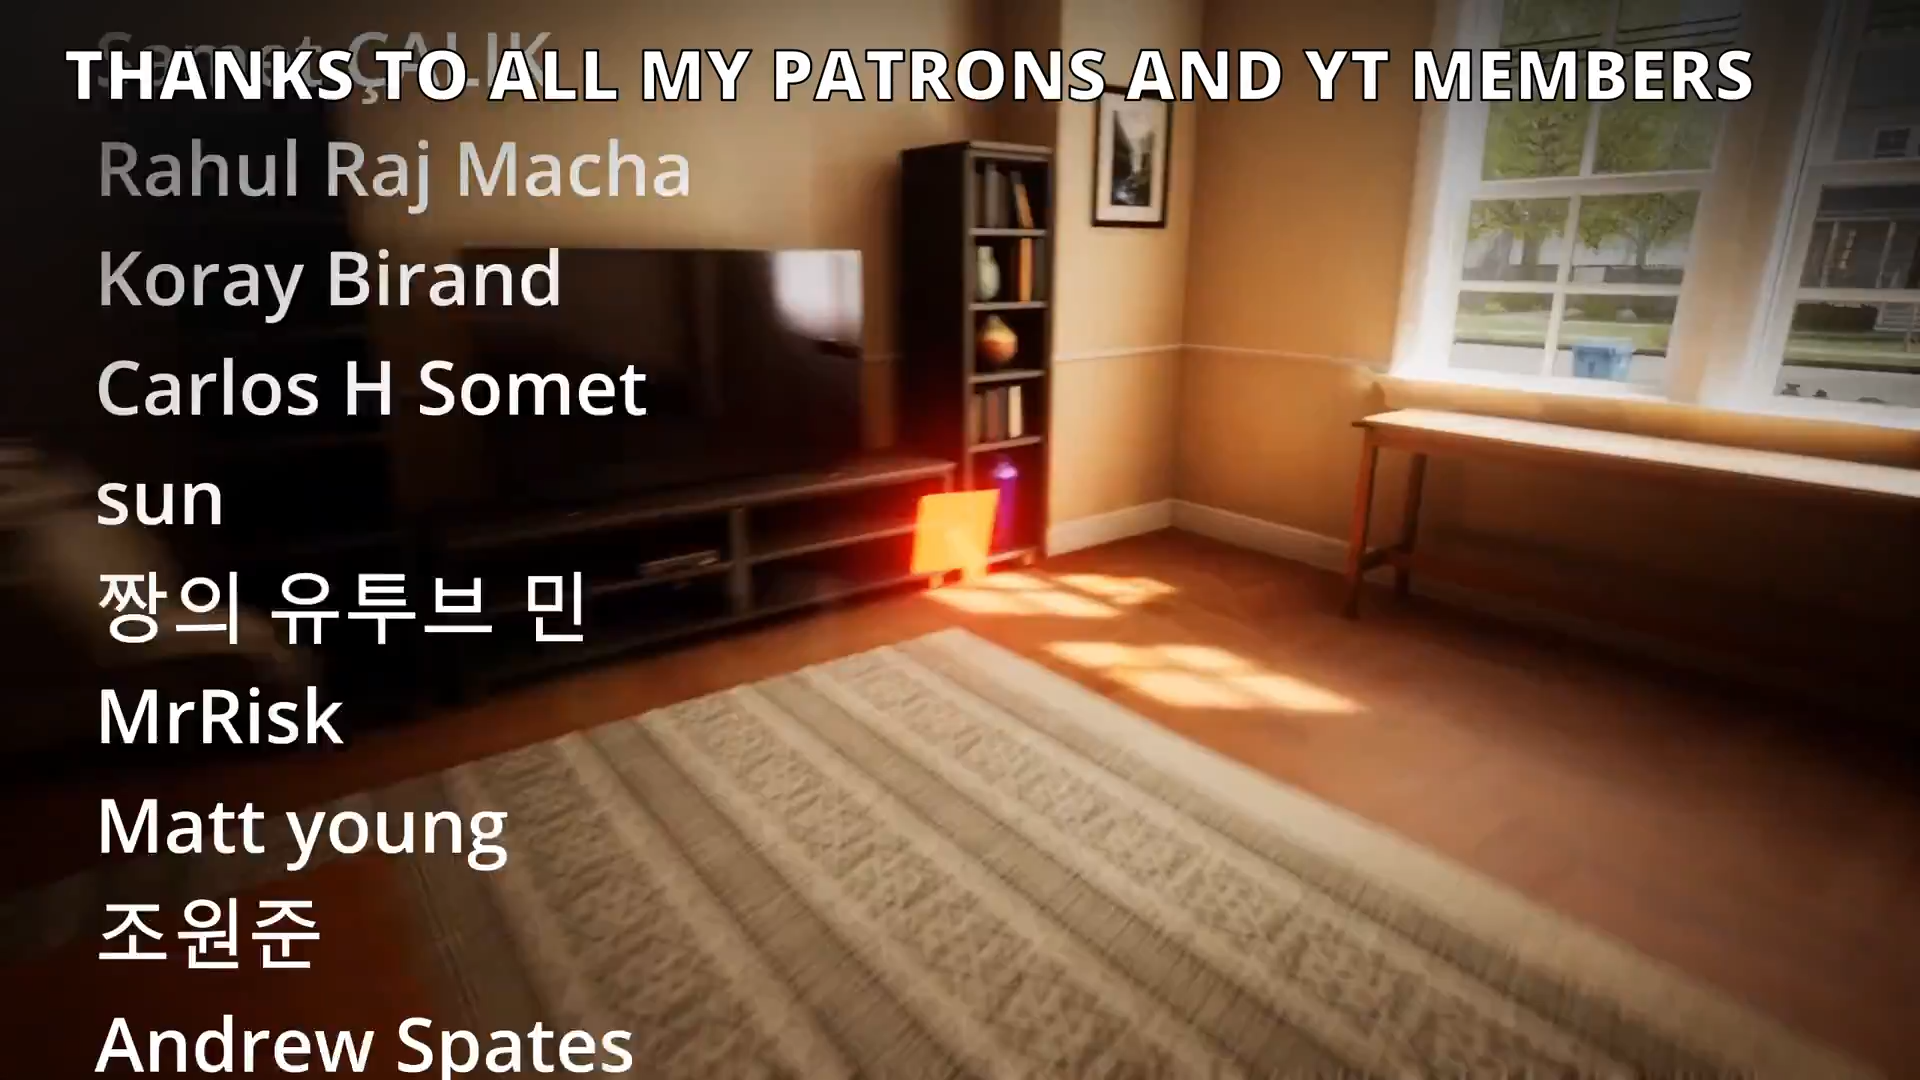 THANKS TO ALL MY PATRONS AND YT MEMBERS
Rahul Raj Macha
Koray Birand
Carlos H Somet
sun
짱의 유투브 민
MrRisk
Matt young
조원준
Andrew Spates